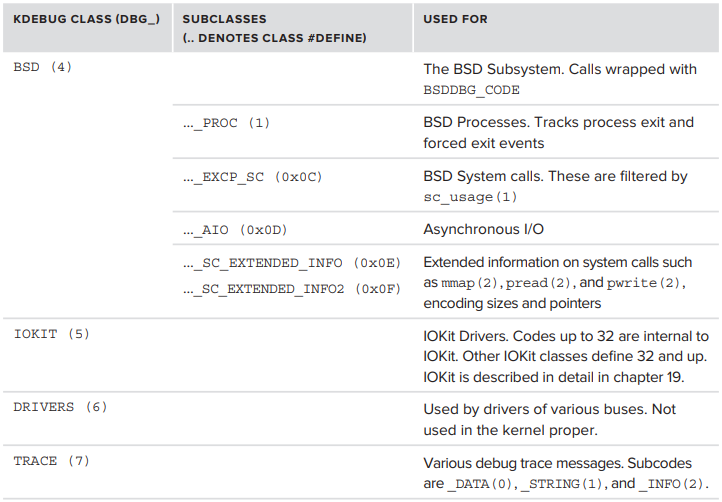 KDEBUG CLASS (DBG_)
SUBCLASSES
(.. DENOTES CLASS #DEFINE)
USED FOR
BSD (4)
The BSD Subsystem. Calls wrapped with
BSDDBG_CODE
..._PROC (1)
BSD Processes. Tracks process exit and
forced exit events
..._EXCP_SC (0x0C)
BSD System calls. These are filtered by
sc_usage(1)
..._AIO (0x0D)
Asynchronous I/O
..._SC_EXTENDED_INFO (0x0E)
..._SC_EXTENDED_INFO2 (0x0F)
Extended information on system calls such
as mmap(2), pread(2), and pwrite(2),
encoding sizes and pointers
IOKIT (5)
IOKit Drivers. Codes up to 32 are internal to
IOKit. Other IOKit classes define 32 and up.
IOKit is described in detail in chapter 19.
DRIVERS (6)
Used by drivers of various buses. Not
used in the kernel proper.
TRACE (7)
Various debug trace messages. Subcodes
are _DATA(0), _STRING(1), and _INFO(2).